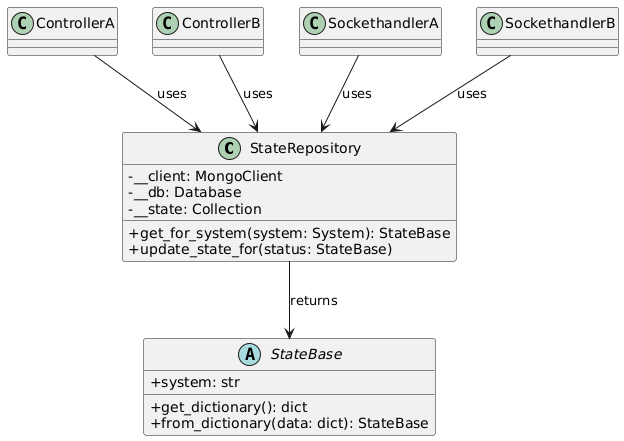 C ControllerA
C ControllerB
C SockethandlerA
C SockethandlerB
uses
uses
uses
uses
C StateRepository
-__client: MongoClient
-__db: Database
-__state: Collection
+get_for_system(system: System): StateBase
+update_state_for(status: StateBase)
returns
A StateBase
+system: str
+get_dictionary(): dict
+from_dictionary(data: dict): StateBase